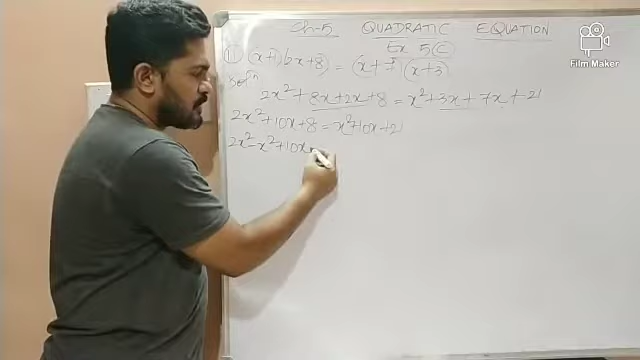 Ch-5 QUADRATIC EQUATION
Ex 5(C)
(x+1)(2x+8) = (x+7)(x+3)
Soln
2x²+8x+2x+8 = x²+3x+7x+21
2x²+10x+8 = x²+10x+21
2x²-x²+10x
Film Maker